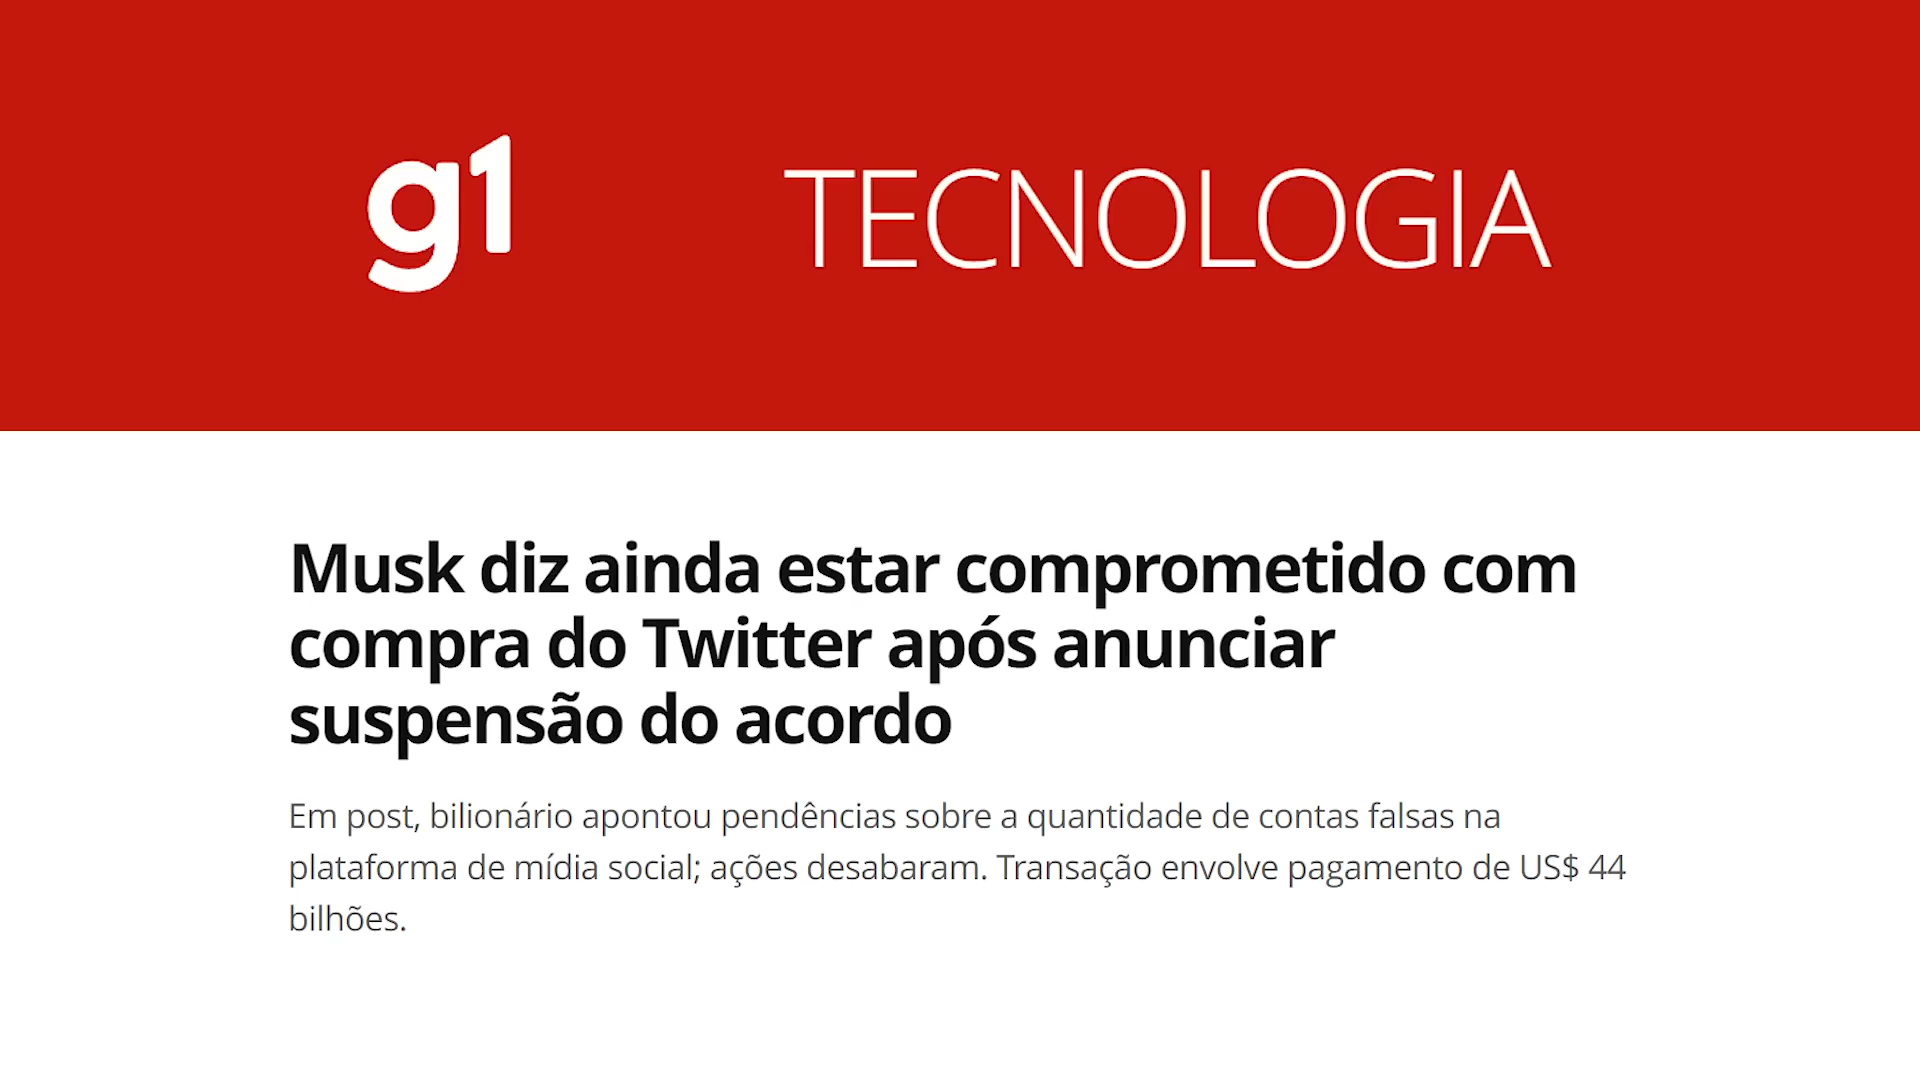 g1 TECNOLOGIA
Musk diz ainda estar comprometido com
compra do Twitter após anunciar
suspensão do acordo
Em post, bilionário apontou pendências sobre a quantidade de contas falsas na
plataforma de mídia social; ações desabaram. Transação envolve pagamento de US$ 44
bilhões.